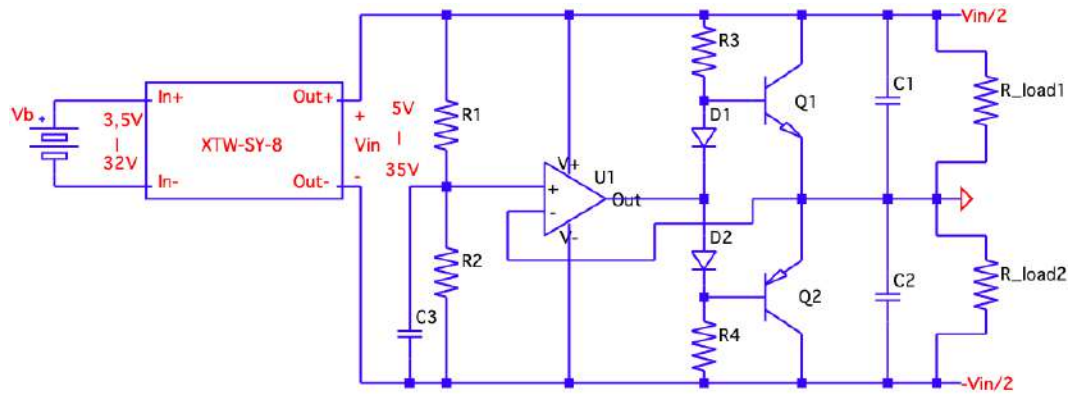 Vin/2
R3
In+
Out+
R1
D1
Q1
C1
R_load1
Vb
+
3,5V
|
32V
XTW-SY-8
+
Vin
-
5V
|
35V
In-
Out-
V+
U1
+
-
Out
V-
R2
D2
Q2
C2
R_load2
C3
R4
-Vin/2